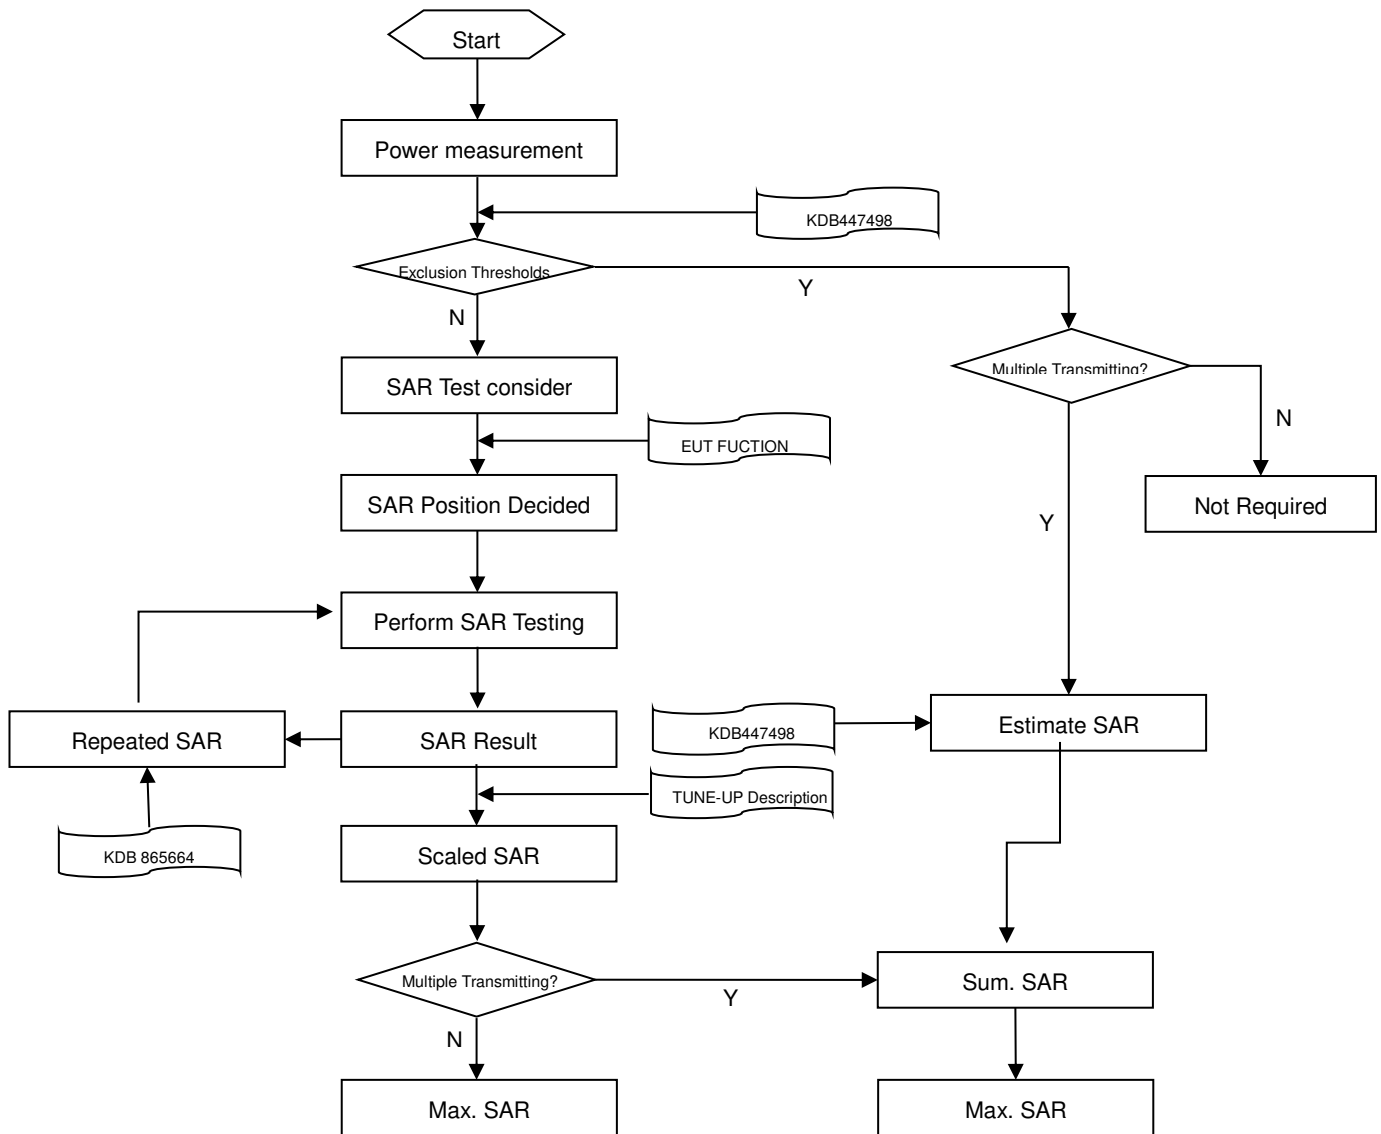 Start
Power measurement
KDB447498
Exclusion Thresholds
Y
N
Multiple Transmitting?
SAR Test consider
N
EUT FUCTION
SAR Position Decided
Not Required
Y
Perform SAR Testing
Repeated SAR
SAR Result
KDB447498
Estimate SAR
TUNE-UP Description
KDB 865664
Scaled SAR
Multiple Transmitting?
Y
Sum. SAR
N
Max. SAR
Max. SAR